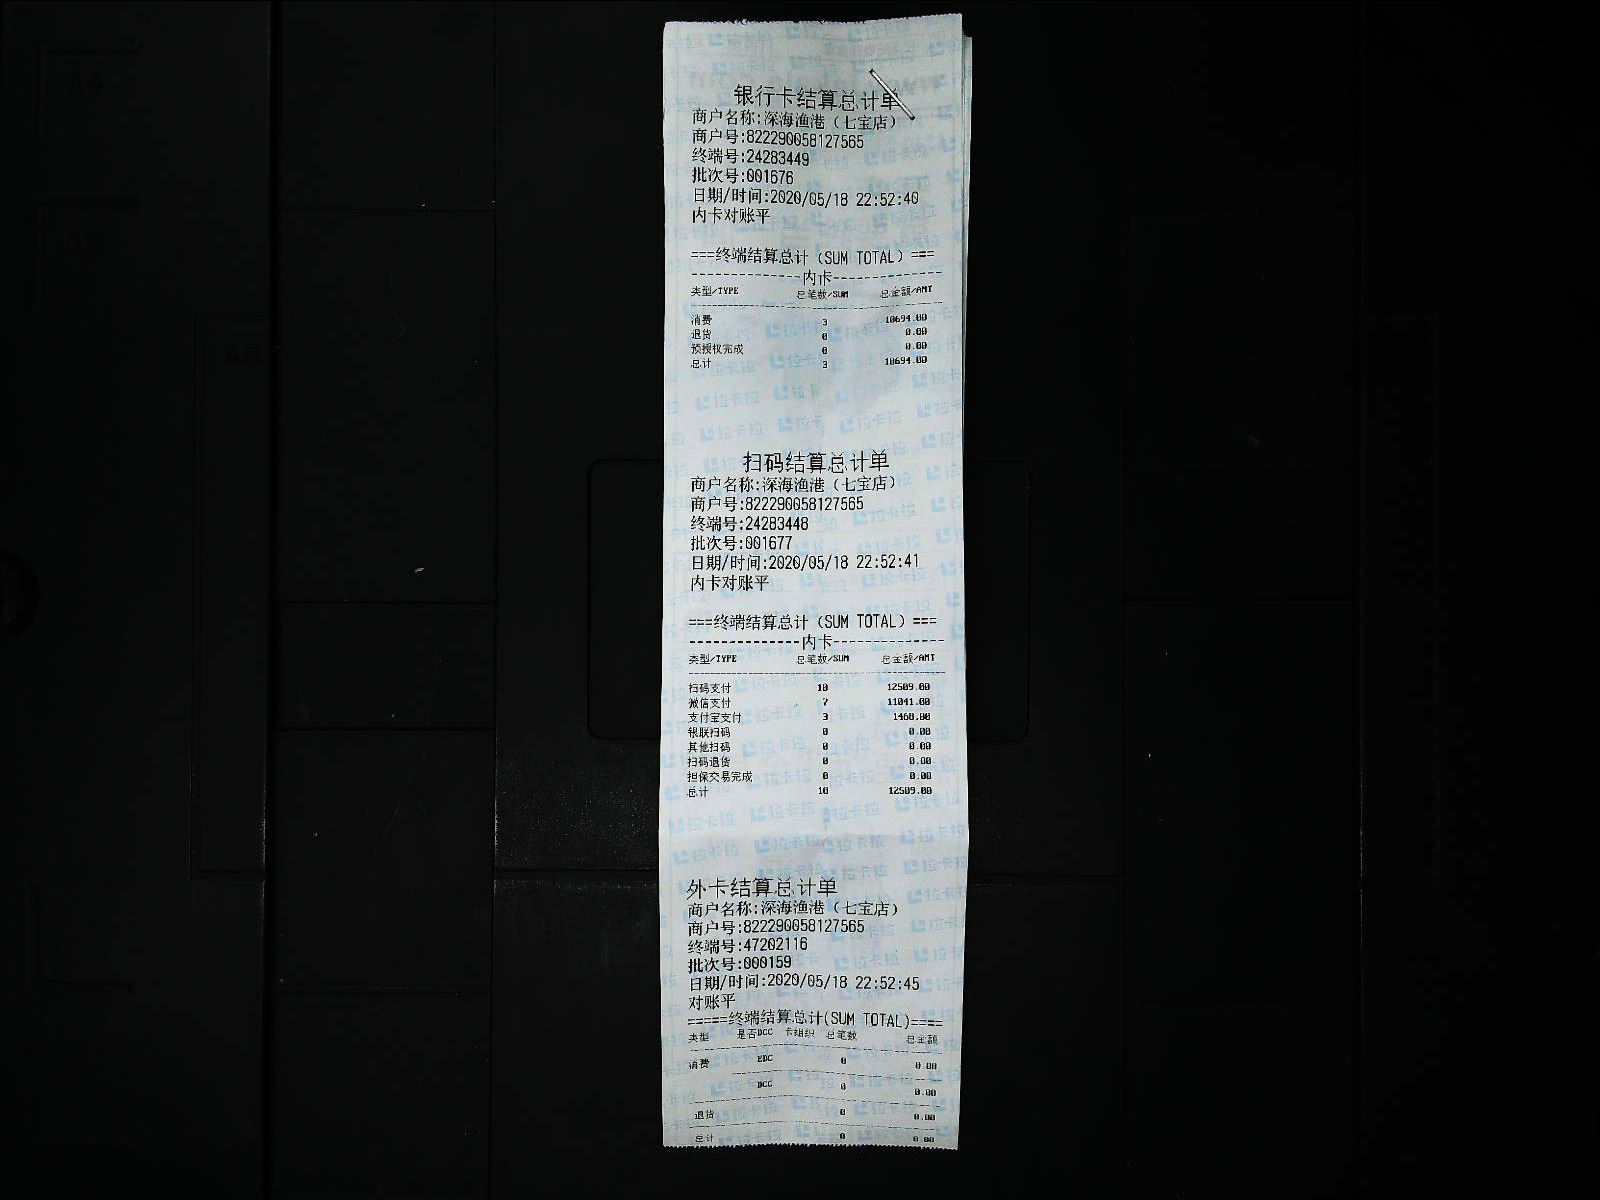 银行卡结算总计单
商户名称:深海渔港（七宝店）
商户号:822290058127565
终端号:24283449
批次号:001676
日期/时间:2020/05/18 22:52:40
内卡对账平
===终端结算总计（SUM TOTAL）===
-------------内卡-------------
类型/TYPE 总笔数/SUM 总金额/AMT
消费 3 10694.00
退货 0 0.00
预授权完成 0 0.00
总计 3 10694.00
扫码结算总计单
商户名称:深海渔港（七宝店）
商户号:822290058127565
终端号:24283448
批次号:001677
日期/时间:2020/05/18 22:52:41
内卡对账平
===终端结算总计（SUM TOTAL）===
-------------内卡-------------
类型/TYPE 总笔数/SUM 总金额/AMT
扫码支付 10 12509.00
微信支付 7 11041.00
支付宝支付 3 1468.00
银联扫码 0 0.00
其他扫码 0 0.00
扫码退货 0 0.00
担保交易完成 0 0.00
总计 10 12509.00
外卡结算总计单
商户名称:深海渔港（七宝店）
商户号:822290058127565
终端号:47202116
批次号:000159
日期/时间:2020/05/18 22:52:45
对账平
=====终端结算总计(SUM TOTAL)====
类型 是否DCC 卡组织 总笔数 总金额
消费 EDC 0 0.00
DCC 0 0.00
退货 0 0.00
总计 0 0.00